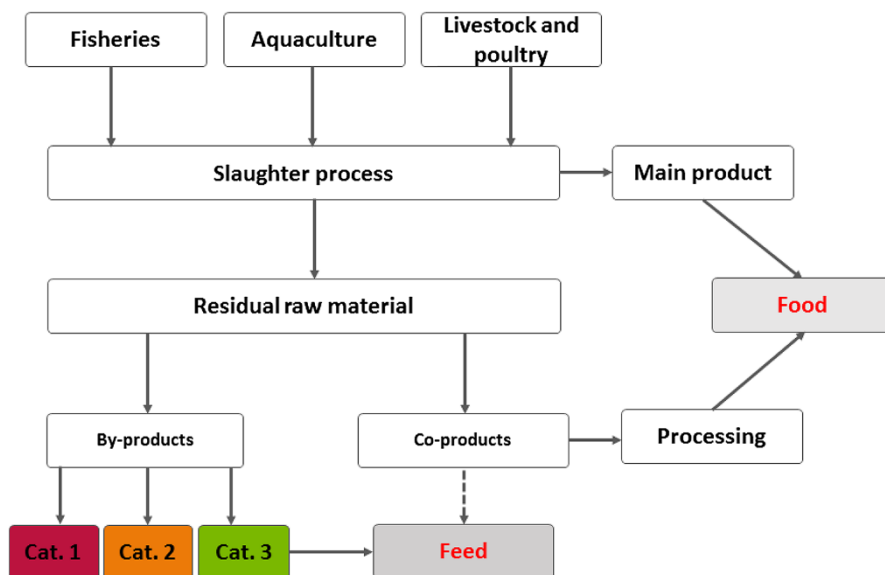 Fisheries
Aquaculture
Livestock and
poultry
Slaughter process
Main product
Residual raw material
Food
By-products
Co-products
Processing
Cat. 1
Cat. 2
Cat. 3
Feed